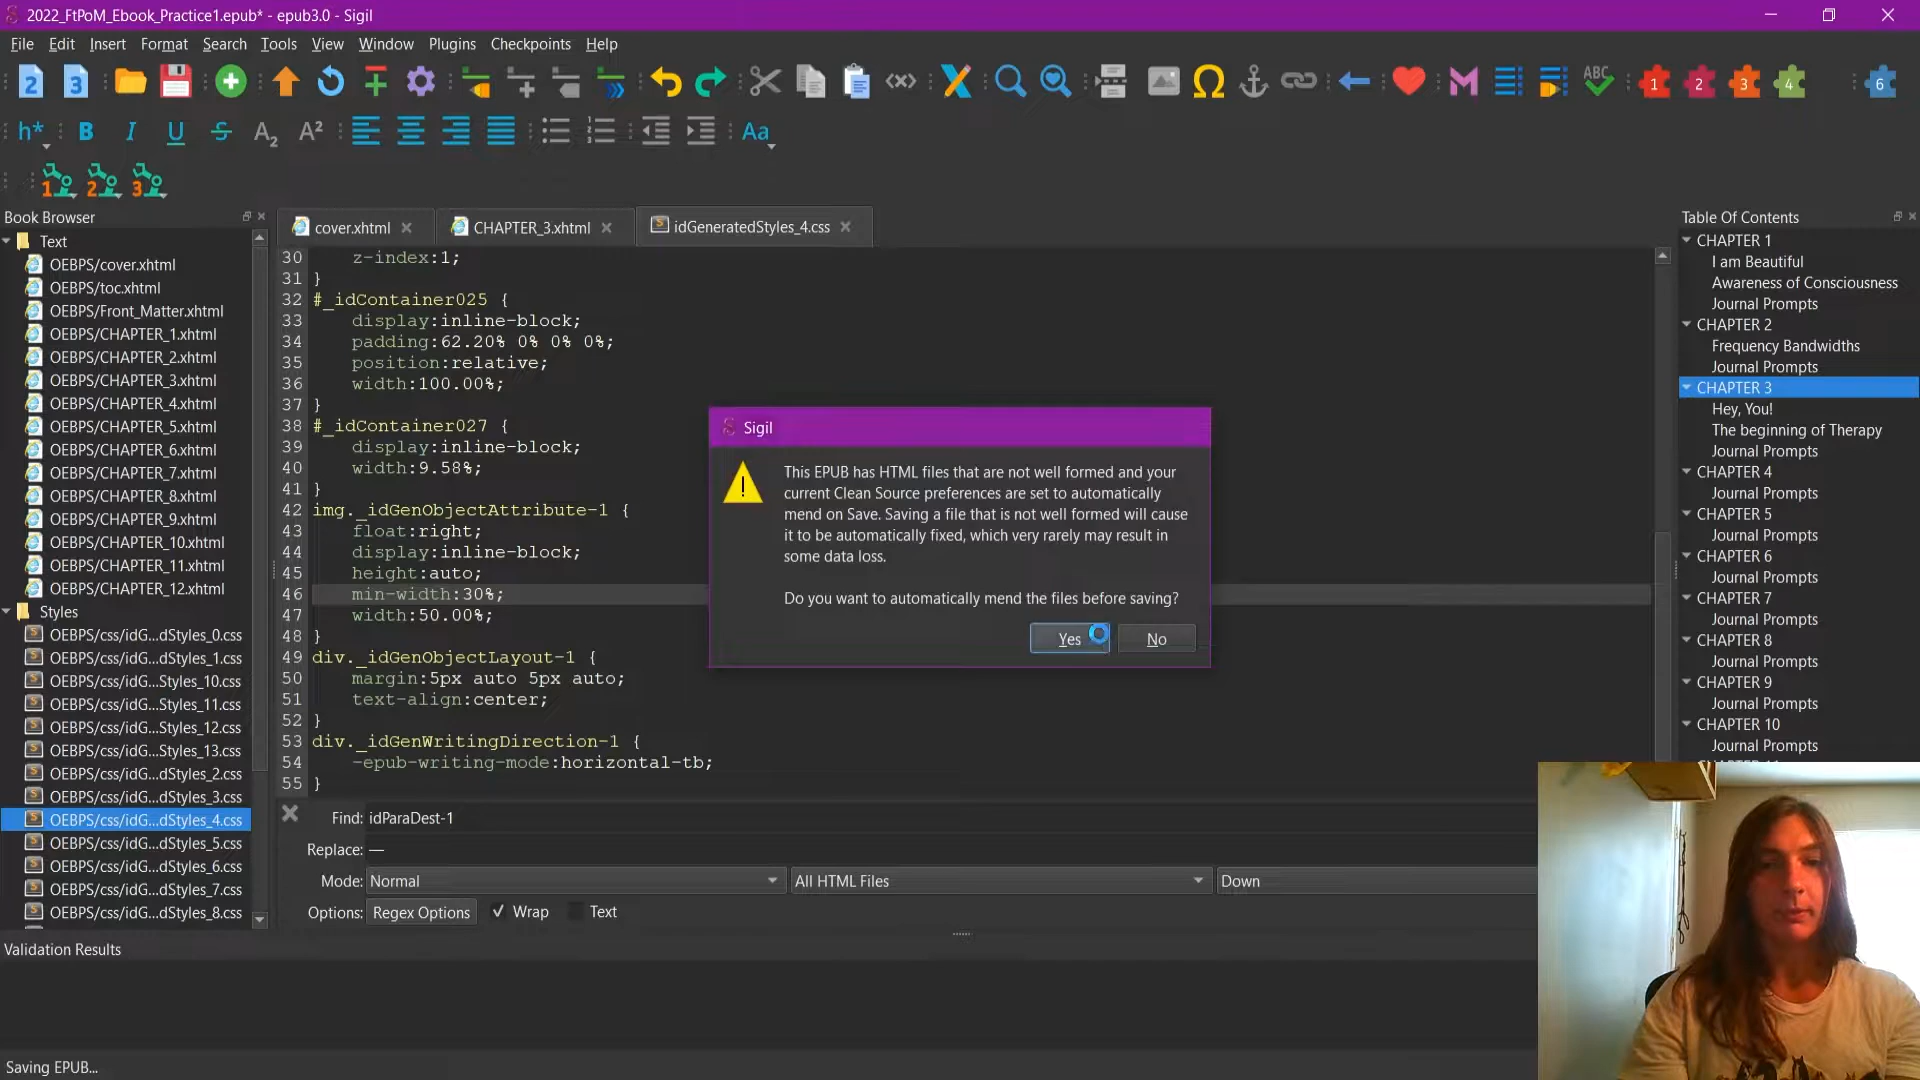 2022_FtPoM_Ebook_Practice1.epub* - epub3.0 - Sigil
File Edit Insert Format Search Tools View Window Plugins Checkpoints Help
2 3 ABC 1 2 3 4 6
h* B I U S A2 A2 Aa
1 2 3
Book Browser
Text
OEBPS/cover.xhtml
OEBPS/toc.xhtml
OEBPS/Front_Matter.xhtml
OEBPS/CHAPTER_1.xhtml
OEBPS/CHAPTER_2.xhtml
OEBPS/CHAPTER_3.xhtml
OEBPS/CHAPTER_4.xhtml
OEBPS/CHAPTER_5.xhtml
OEBPS/CHAPTER_6.xhtml
OEBPS/CHAPTER_7.xhtml
OEBPS/CHAPTER_8.xhtml
OEBPS/CHAPTER_9.xhtml
OEBPS/CHAPTER_10.xhtml
OEBPS/CHAPTER_11.xhtml
OEBPS/CHAPTER_12.xhtml
Styles
OEBPS/css/idG...dStyles_0.css
OEBPS/css/idG...dStyles_1.css
OEBPS/css/idG...Styles_10.css
OEBPS/css/idG...Styles_11.css
OEBPS/css/idG...Styles_12.css
OEBPS/css/idG...Styles_13.css
OEBPS/css/idG...dStyles_2.css
OEBPS/css/idG...dStyles_3.css
OEBPS/css/idG...dStyles_4.css
OEBPS/css/idG...dStyles_5.css
OEBPS/css/idG...dStyles_6.css
OEBPS/css/idG...dStyles_7.css
OEBPS/css/idG...dStyles_8.css
cover.xhtml CHAPTER_3.xhtml idGeneratedStyles_4.css
30 z-index:1;
31 }
32 #_idContainer025 {
33 display:inline-block;
34 padding:62.20% 0% 0% 0%;
35 position:relative;
36 width:100.00%;
37 }
38 #_idContainer027 {
39 display:inline-block;
40 width:9.58%;
41 }
42 img._idGenObjectAttribute-1 {
43 float:right;
44 display:inline-block;
45 height:auto;
46 min-width:30%;
47 width:50.00%;
48 }
49 div._idGenObjectLayout-1 {
50 margin:5px auto 5px auto;
51 text-align:center;
52 }
53 div._idGenWritingDirection-1 {
54 -epub-writing-mode:horizontal-tb;
55 }
Sigil
This EPUB has HTML files that are not well formed and your
current Clean Source preferences are set to automatically
mend on Save. Saving a file that is not well formed will cause
it to be automatically fixed, which very rarely may result in
some data loss.
Do you want to automatically mend the files before saving?
Yes No
Find: idParaDest-1
Replace: —
Mode: Normal All HTML Files Down
Options: Regex Options Wrap Text
Table Of Contents
CHAPTER 1
I am Beautiful
Awareness of Consciousness
Journal Prompts
CHAPTER 2
Frequency Bandwidths
Journal Prompts
CHAPTER 3
Hey, You!
The beginning of Therapy
Journal Prompts
CHAPTER 4
Journal Prompts
CHAPTER 5
Journal Prompts
CHAPTER 6
Journal Prompts
CHAPTER 7
Journal Prompts
CHAPTER 8
Journal Prompts
CHAPTER 9
Journal Prompts
CHAPTER 10
Journal Prompts
Validation Results
Saving EPUB...